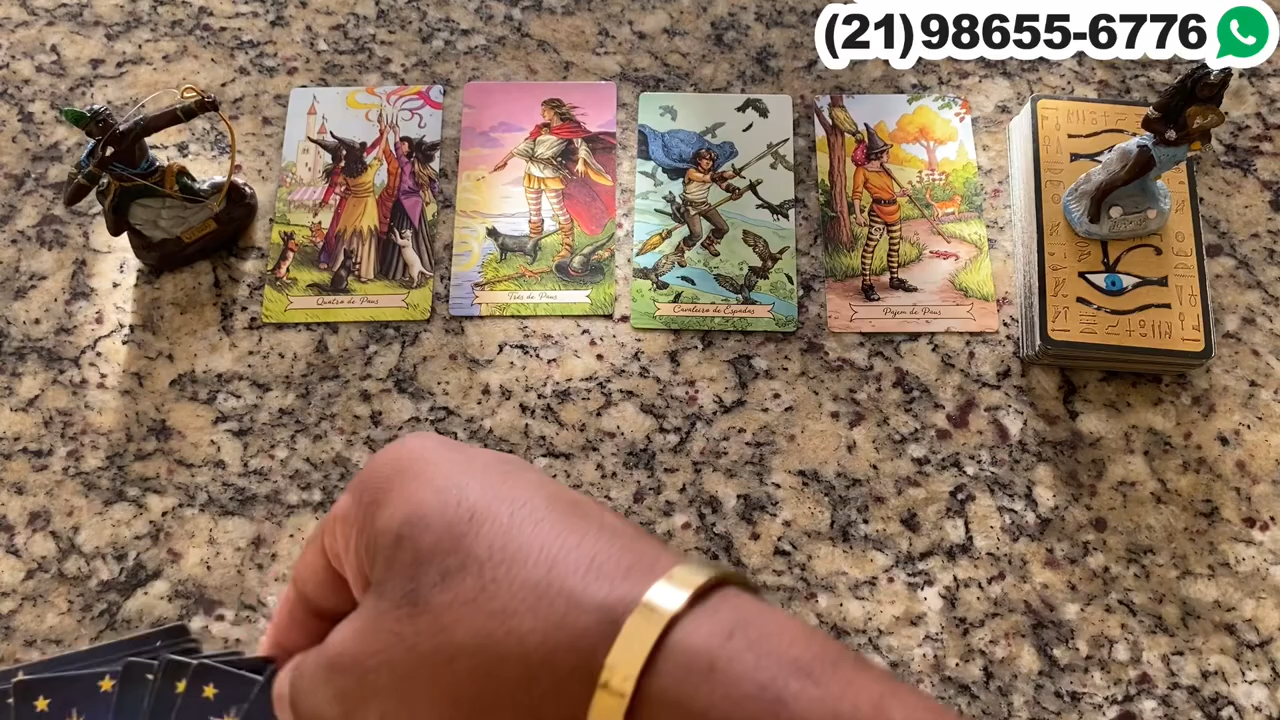 (21)98655-6776
Quatro de Paus
Três de Paus
Cavaleiro de Espadas
Pajem de Paus